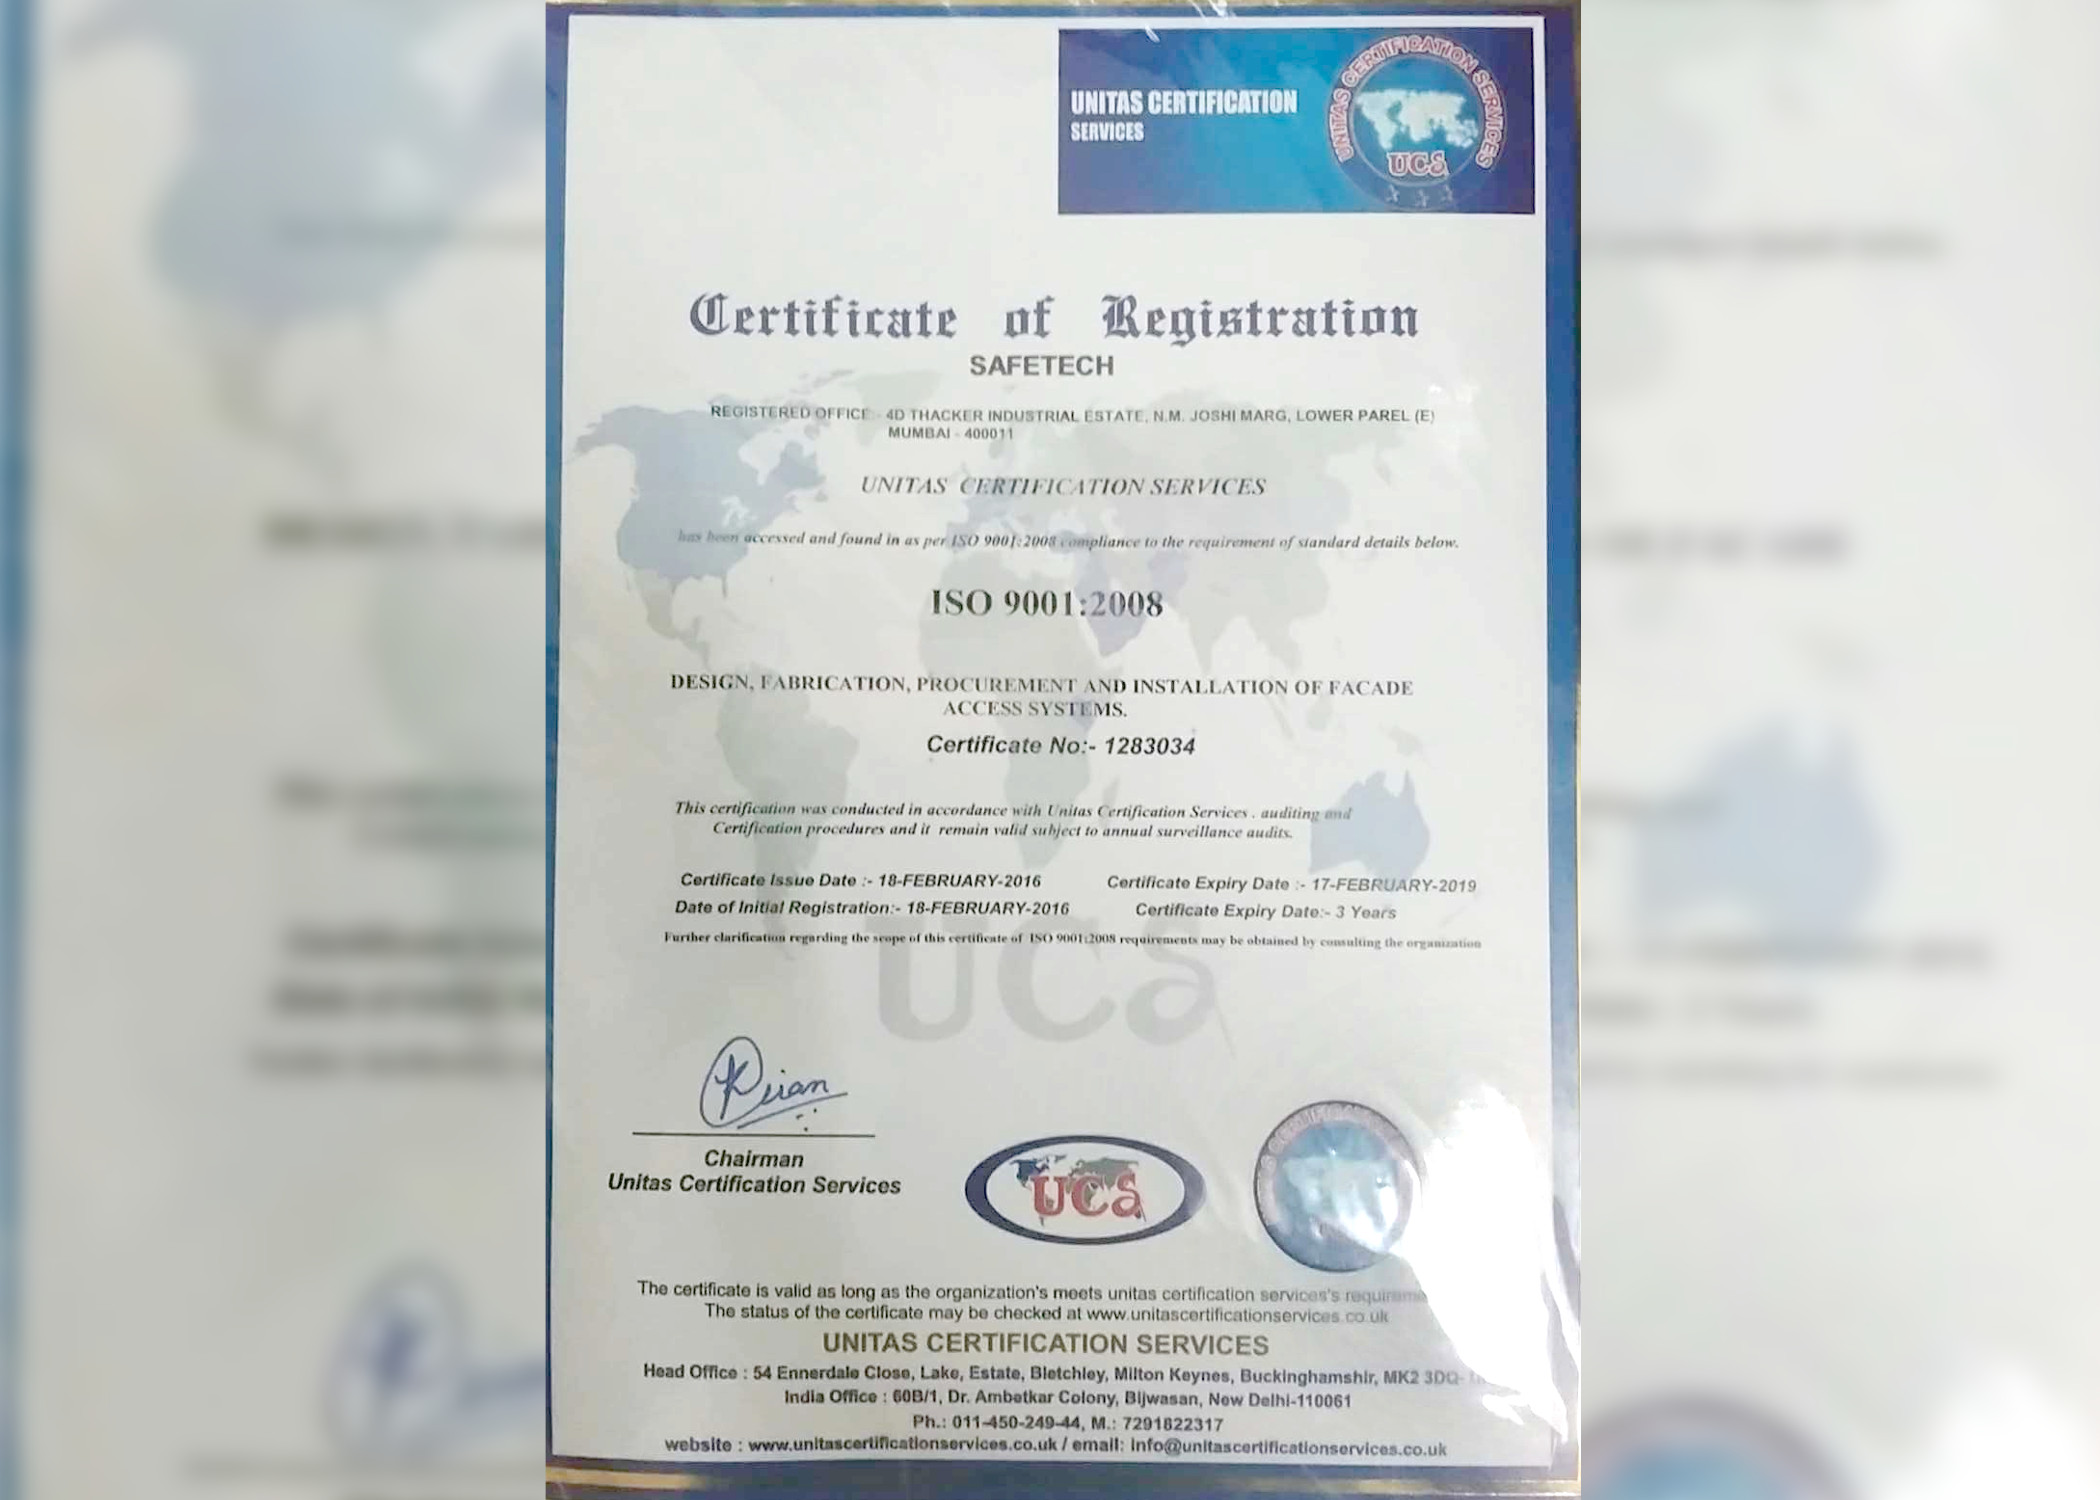 UNITAS CERTIFICATION
SERVICES
UNITAS CERTIFICATION SERVICES
UCS
Certificate of Registration
SAFETECH
REGISTERED OFFICE - 4D THACKER INDUSTRIAL ESTATE, N.M. JOSHI MARG, LOWER PAREL (E)
MUMBAI - 400011
UNITAS CERTIFICATION SERVICES
has been accessed and found in as per ISO 9001:2008 compliance to the requirement of standard details below.
ISO 9001:2008
DESIGN, FABRICATION, PROCUREMENT AND INSTALLATION OF FACADE
ACCESS SYSTEMS.
Certificate No:- 1283034
This certification was conducted in accordance with Unitas Certification Services . auditing and
Certification procedures and it remain valid subject to annual surveillance audits.
Certificate Issue Date :- 18-FEBRUARY-2016 Certificate Expiry Date :- 17-FEBRUARY-2019
Date of Initial Registration:- 18-FEBRUARY-2016 Certificate Expiry Date:- 3 Years
Further clarification regarding the scope of this certificate of ISO 9001:2008 requirements may be obtained by consulting the organization
UCS
Kiran
Chairman
Unitas Certification Services
UCS
The certificate is valid as long as the organization's meets unitas certification services's
The status of the certificate may be checked at www.unitascertificationservices.co.uk
UNITAS CERTIFICATION SERVICES
Head Office : 54 Ennerdale Close, Lake, Estate, Bletchley, Milton Keynes, Buckinghamshir, MK2 3DQ-
India Office : 60B/1, Dr. Ambetkar Colony, Bijwasan, New Delhi-110061
Ph.: 011-450-249-44, M.: 7291822317
website : www.unitascertificationservices.co.uk / email: info@unitascertificationservices.co.uk